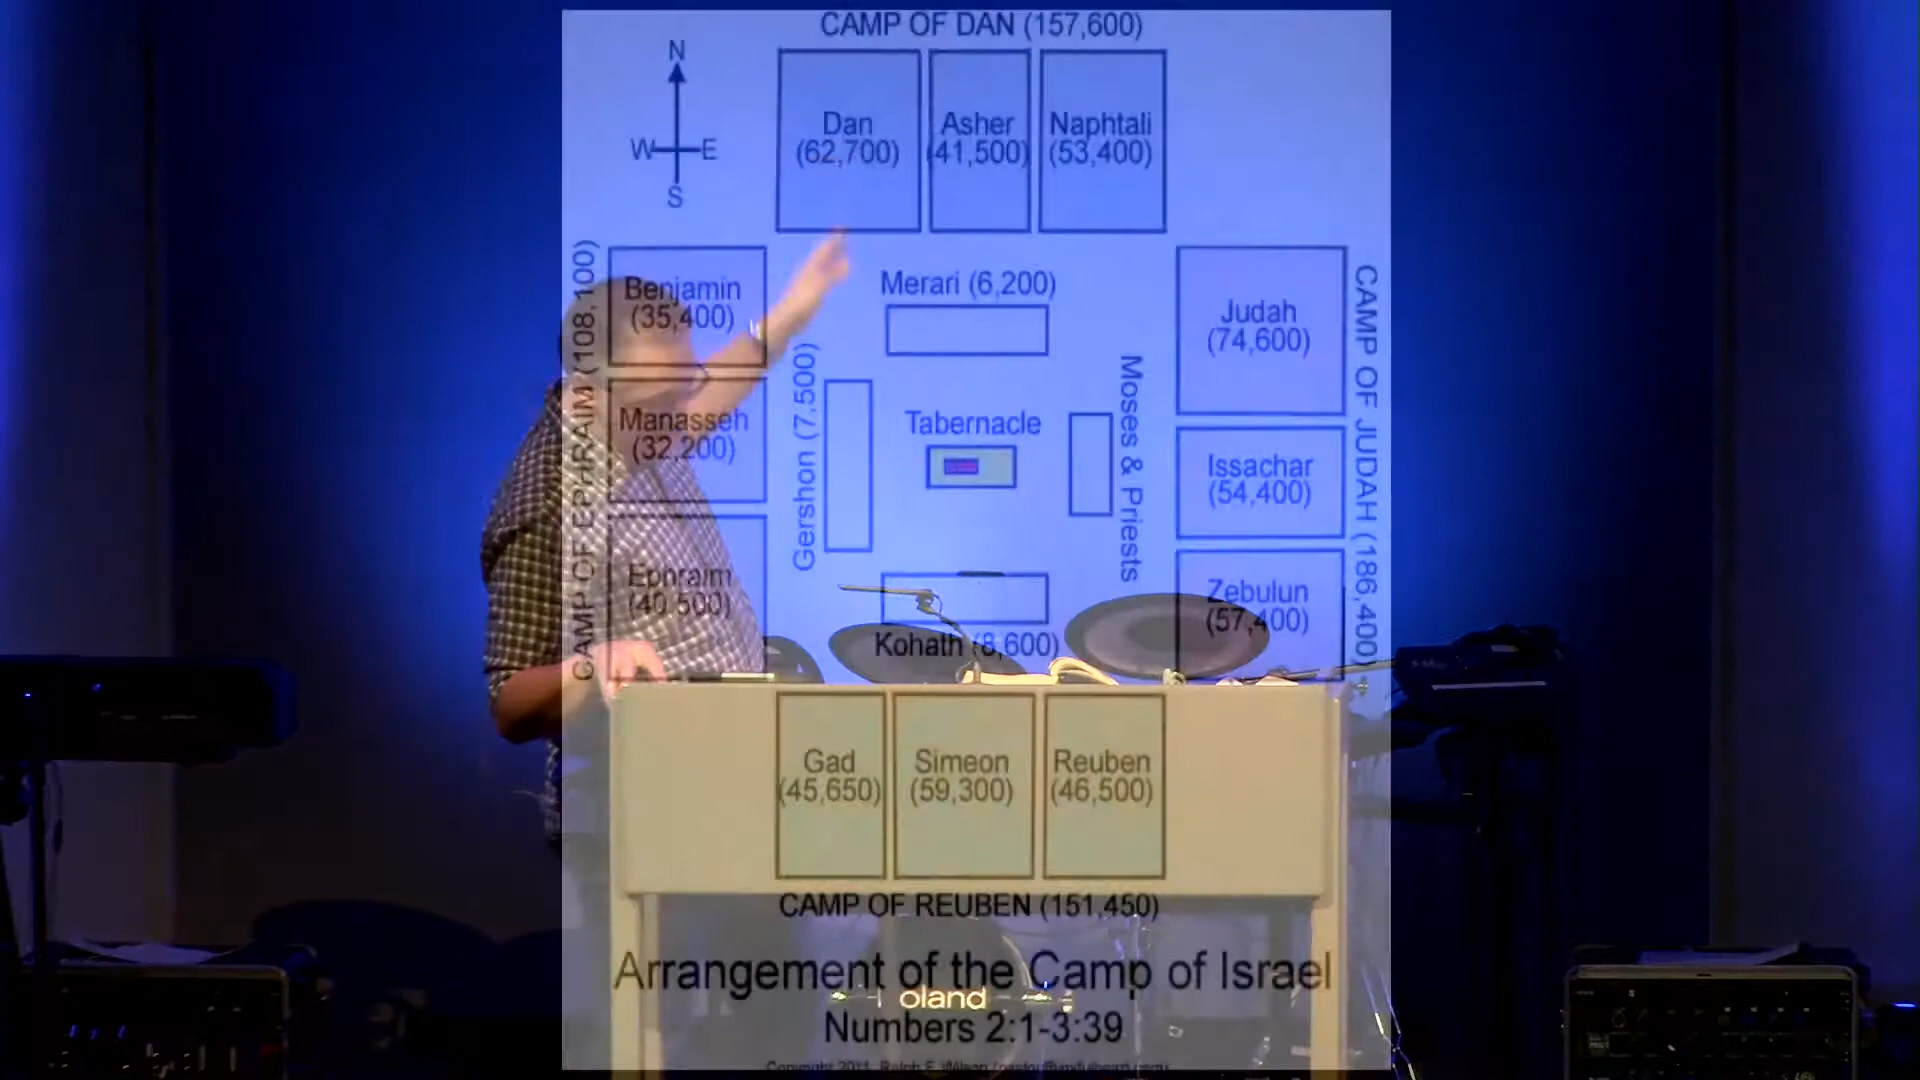 CAMP OF DAN (157,600)
N
W E
S
Dan
(62,700)
Asher
(41,500)
Naphtali
(53,400)
CAMP OF EPHRAIM (108,100)
Benjamin
(35,400)
Manasseh
(32,200)
Ephraim
(40,500)
Merari (6,200)
Gershon (7,500)
Tabernacle
Moses & Priests
Kohath (8,600)
Judah
(74,600)
Issachar
(54,400)
Zebulun
(57,400)
CAMP OF JUDAH (186,400)
Gad
(45,650)
Simeon
(59,300)
Reuben
(46,500)
CAMP OF REUBEN (151,450)
Arrangement of the Camp of Israel
oland
Numbers 2:1-3:39
Copyright 2011, Ralph F. Wilson